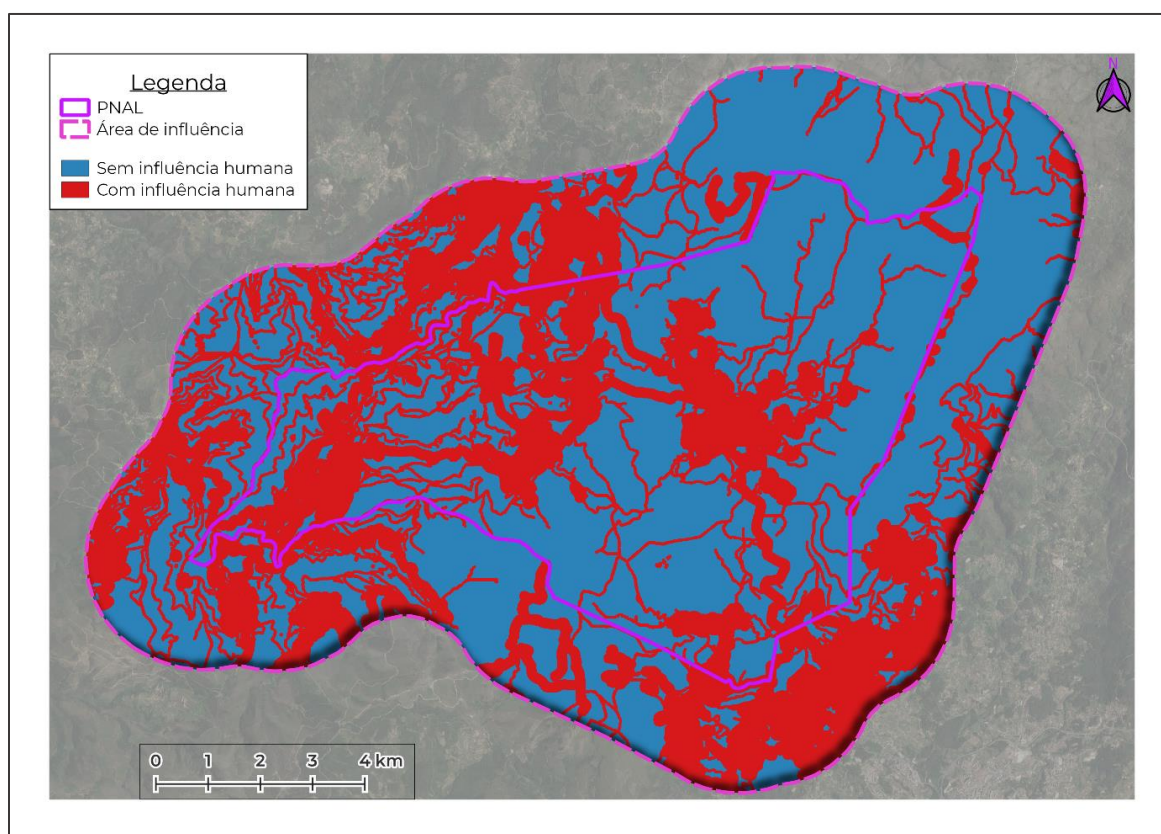 Legenda
PNAL
Área de influência
Sem influência humana
Com influência humana
N
0 1 2 3 4 km